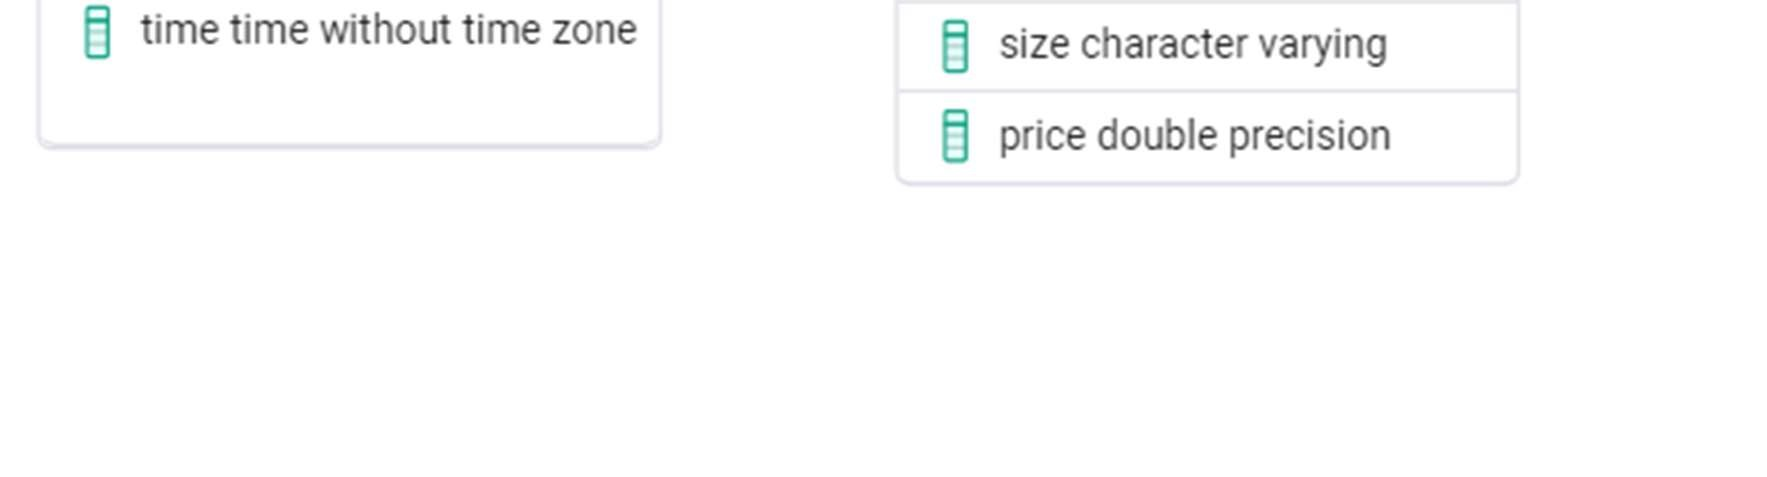 time time without time zone
size character varying
price double precision